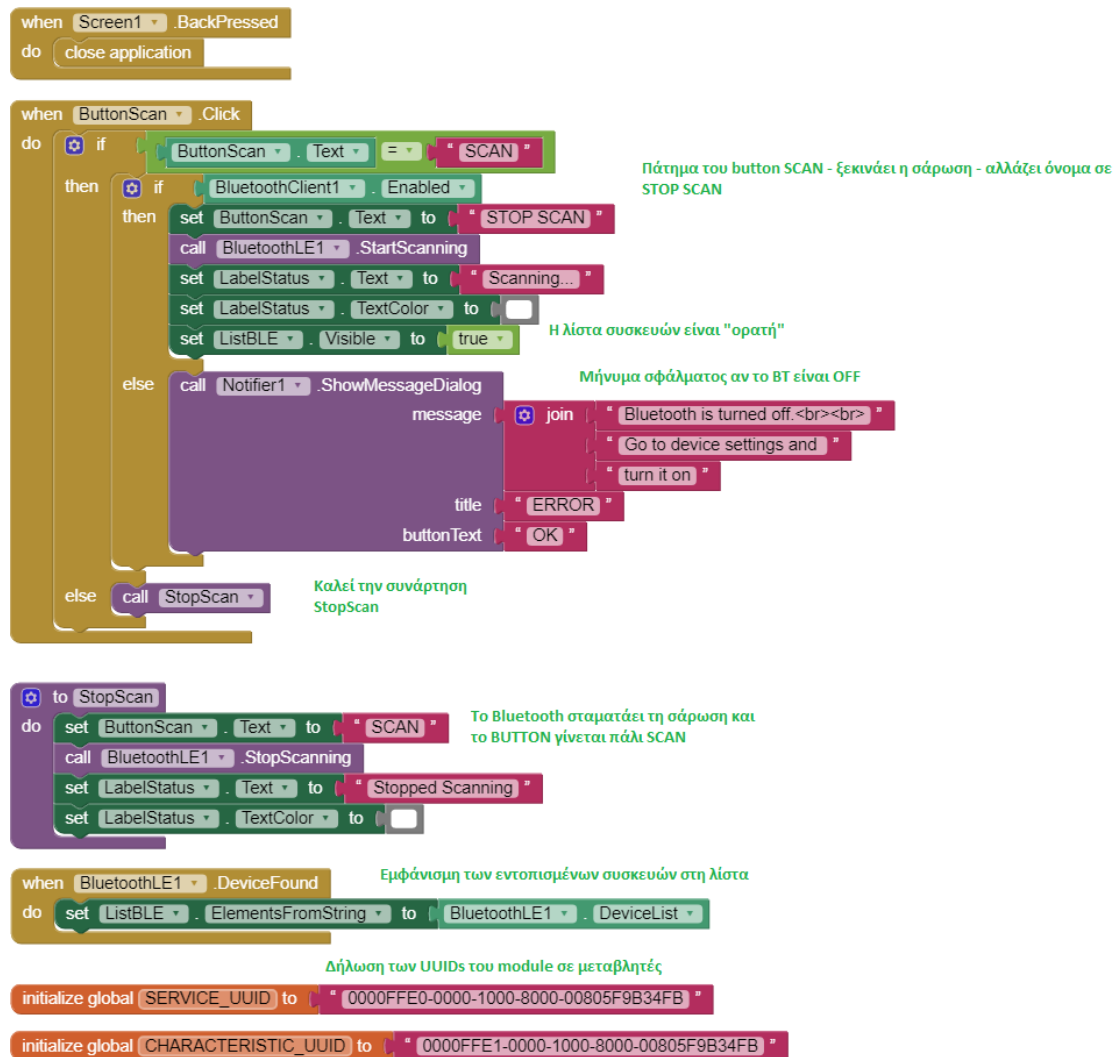 when Screen1 .BackPressed
do close application
when ButtonScan .Click
do if ButtonScan . Text = " SCAN "
Πάτημα του button SCAN - ξεκινάει η σάρωση - αλλάζει όνομα σε
STOP SCAN
then if BluetoothClient1 . Enabled
then set ButtonScan . Text to " STOP SCAN "
call BluetoothLE1 .StartScanning
set LabelStatus . Text to " Scanning... "
set LabelStatus . TextColor to
set ListBLE . Visible to true
Η λίστα συσκευών είναι "ορατή"
Μήνυμα σφάλματος αν το BT είναι OFF
else call Notifier1 .ShowMessageDialog
message join " Bluetooth is turned off.<br><br> "
" Go to device settings and "
" turn it on "
title " ERROR "
buttonText " OK "
else call StopScan
Καλεί την συνάρτηση
StopScan
to StopScan
do set ButtonScan . Text to " SCAN "
Το Bluetooth σταματάει τη σάρωση και
το BUTTON γίνεται πάλι SCAN
call BluetoothLE1 .StopScanning
set LabelStatus . Text to " Stopped Scanning "
set LabelStatus . TextColor to
when BluetoothLE1 .DeviceFound
Εμφάνισμη των εντοπισμένων συσκευών στη λίστα
do set ListBLE . ElementsFromString to BluetoothLE1 . DeviceList
Δήλωση των UUIDs του module σε μεταβλητές
initialize global SERVICE_UUID to " 0000FFE0-0000-1000-8000-00805F9B34FB "
initialize global CHARACTERISTIC_UUID to " 0000FFE1-0000-1000-8000-00805F9B34FB "